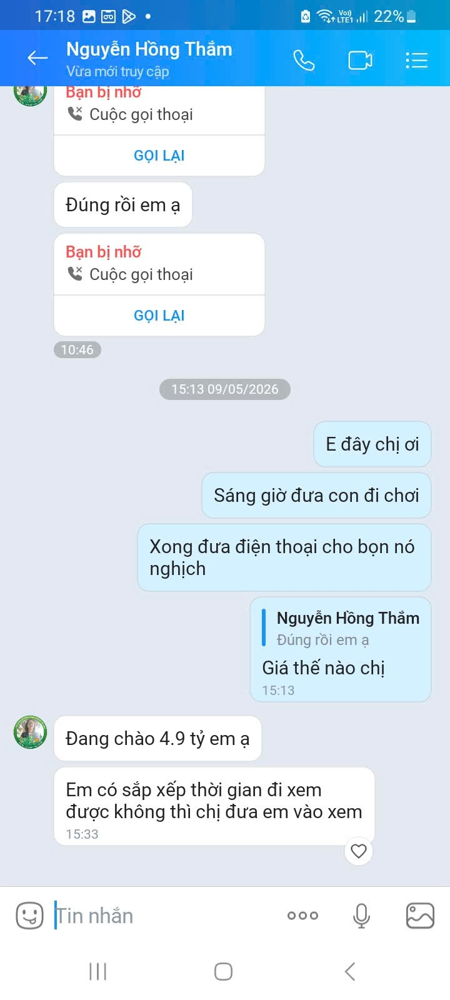 17:18
Vo))
LTE1
22%
Nguyễn Hồng Thắm
Vừa mới truy cập
Bạn bị nhỡ
Cuộc gọi thoại
GỌI LẠI
Đúng rồi em ạ
Bạn bị nhỡ
Cuộc gọi thoại
GỌI LẠI
10:46
15:13 09/05/2026
E đây chị ơi
Sáng giờ đưa con đi chơi
Xong đưa điện thoại cho bọn nó
nghịch
Nguyễn Hồng Thắm
Đúng rồi em ạ
Giá thế nào chị
15:13
Đang chào 4.9 tỷ em ạ
Em có sắp xếp thời gian đi xem
được không thì chị đưa em vào xem
15:33
Tin nhắn